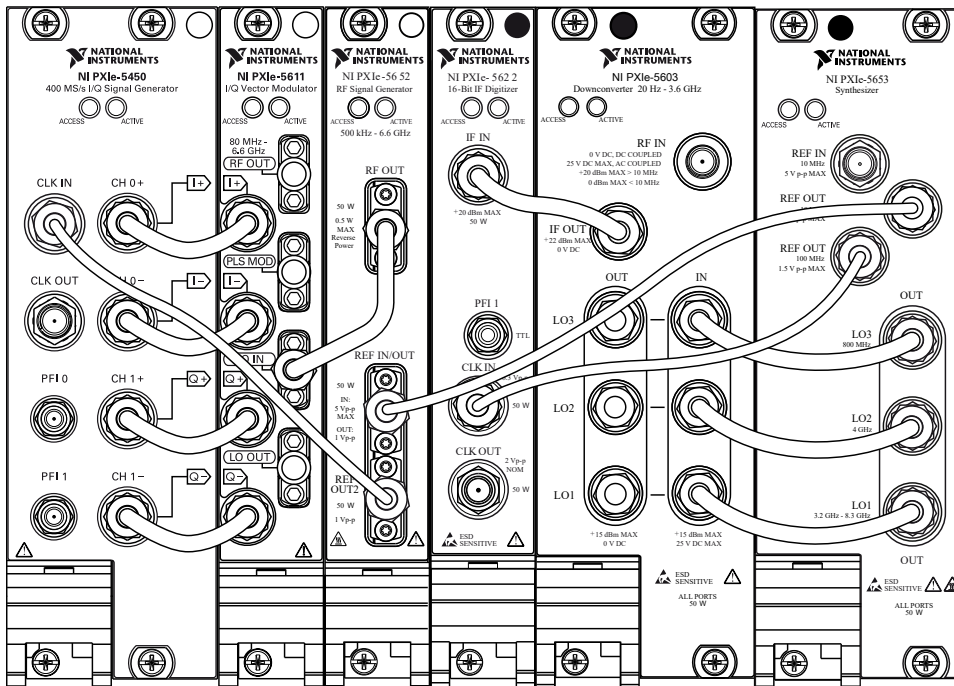 NATIONAL
INSTRUMENTS
NI PXIe-5450
400 MS/s I/Q Signal Generator
ACCESS
ACTIVE
CLK IN
CH 0+
I+
CLK OUT
CH 0-
I-
PFI 0
CH 1+
Q+
PFI 1
CH 1-
Q-
NATIONAL
INSTRUMENTS
NI PXIe-5611
I/Q Vector Modulator
ACCESS
ACTIVE
80 MHz -
6.6 GHz
RF OUT
I+
PLS MOD
I-
IN
Q+
LO OUT
Q-
NATIONAL
INSTRUMENTS
NI PXIe-56 52
RF Signal Generator
ACCESS
ACTIVE
500 kHz - 6.6 GHz
RF OUT
50 W
0.5 W
MAX
Reverse
Power
REF IN/OUT
50 W
IN:
5 Vp-p
MAX
OUT:
1 Vp-p
REF
OUT2
50 W
1 Vp-p
NATIONAL
INSTRUMENTS
NI PXIe- 562 2
16-Bit IF Digitizer
ACCESS
ACTIVE
IF IN
+20 dBm MAX
50 W
PFI 1
TTL
CLK IN
50 W
CLK OUT
2 Vp-p
NOM
50 W
ESD
SENSITIVE
NATIONAL
INSTRUMENTS
NI PXIe-5603
Downconverter 20 Hz - 3.6 GHz
ACCESS
ACTIVE
RF IN
0 V DC, DC COUPLED
25 V DC MAX, AC COUPLED
+20 dBm MAX > 10 MHz
0 dBm MAX < 10 MHz
IF OUT
+22 dBm MAX
0 V DC
OUT
IN
LO3
LO2
LO1
+15 dBm MAX
0 V DC
+15 dBm MAX
25 V DC MAX
ESD
SENSITIVE
ALL PORTS
50 W
NATIONAL
INSTRUMENTS
NI PXIe-5653
Synthesizer
ACCESS
ACTIVE
REF IN
10 MHz
5 V p-p MAX
REF OUT
p-p MAX
REF OUT
100 MHz
1.5 V p-p MAX
OUT
LO3
800 MHz
LO2
4 GHz
LO1
3.2 GHz - 8.3 GHz
OUT
ESD
SENSITIVE
ALL PORTS
50 W